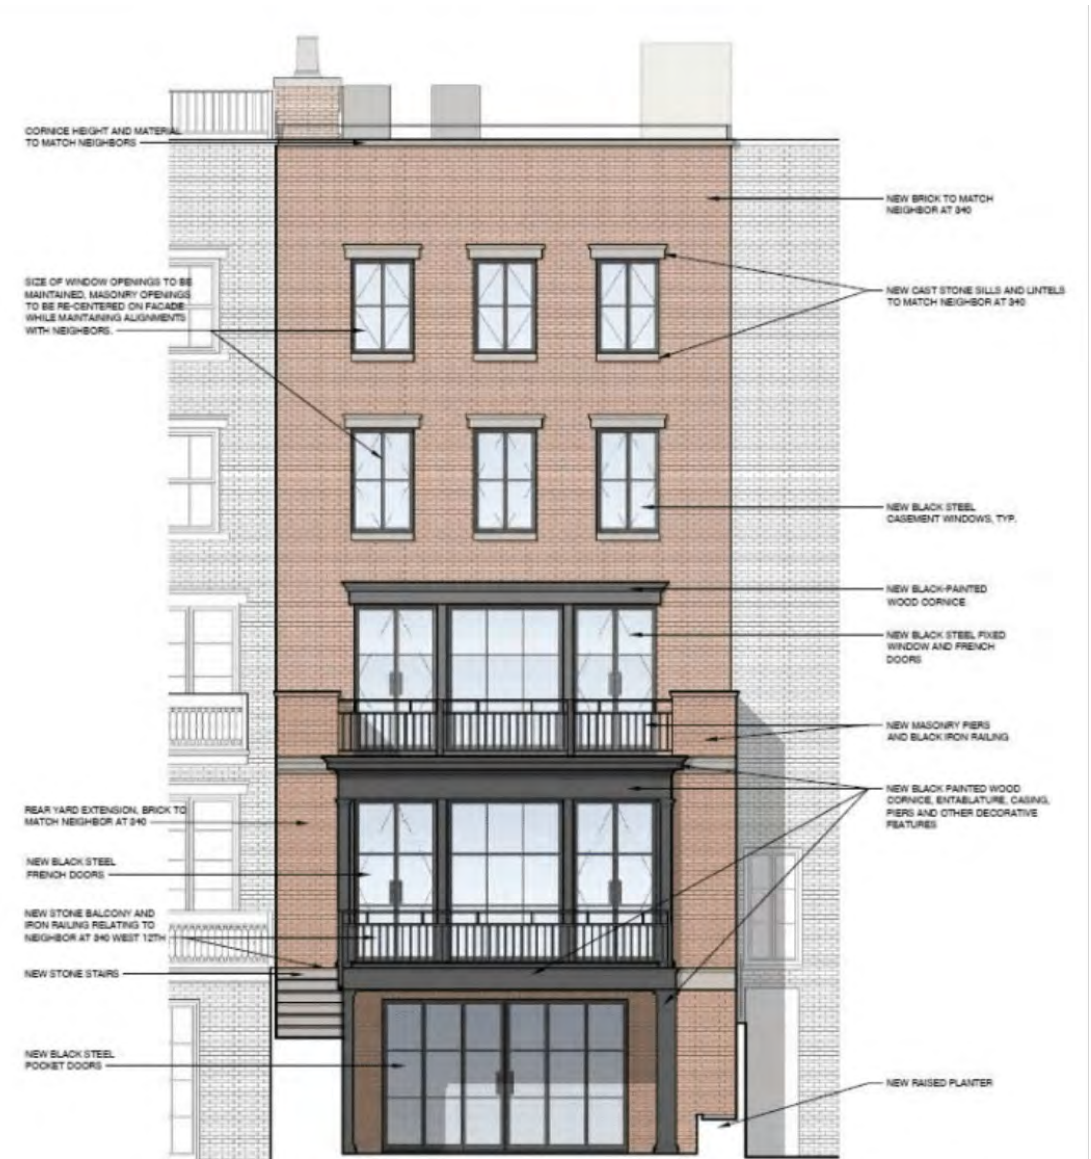 CORNICE HEIGHT AND MATERIAL
TO MATCH NEIGHBORS
SIZE OF WINDOW OPENINGS TO BE
MAINTAINED, MASONRY OPENINGS
TO BE RE-CENTERED ON FACADE
WHILE MAINTAINING ALIGNMENTS
WITH NEIGHBORS.
REAR YARD EXTENSION, BRICK TO
MATCH NEIGHBOR AT 340
NEW BLACK STEEL
FRENCH DOORS
NEW STONE BALCONY AND
IRON RAILING RELATING TO
NEIGHBOR AT 340 WEST 12TH
NEW STONE STAIRS
NEW BLACK STEEL
POCKET DOORS
NEW BRICK TO MATCH
NEIGHBOR AT 340
NEW CAST STONE SILLS AND LINTELS
TO MATCH NEIGHBOR AT 340
NEW BLACK STEEL
CASEMENT WINDOWS, TYP.
NEW BLACK-PAINTED
WOOD CORNICE
NEW BLACK STEEL FIXED
WINDOW AND FRENCH
DOORS
NEW MASONRY PIERS
AND BLACK IRON RAILING
NEW BLACK PAINTED WOOD
CORNICE, ENTABLATURE, CASING,
PIERS AND OTHER DECORATIVE
FEATURES
NEW RAISED PLANTER